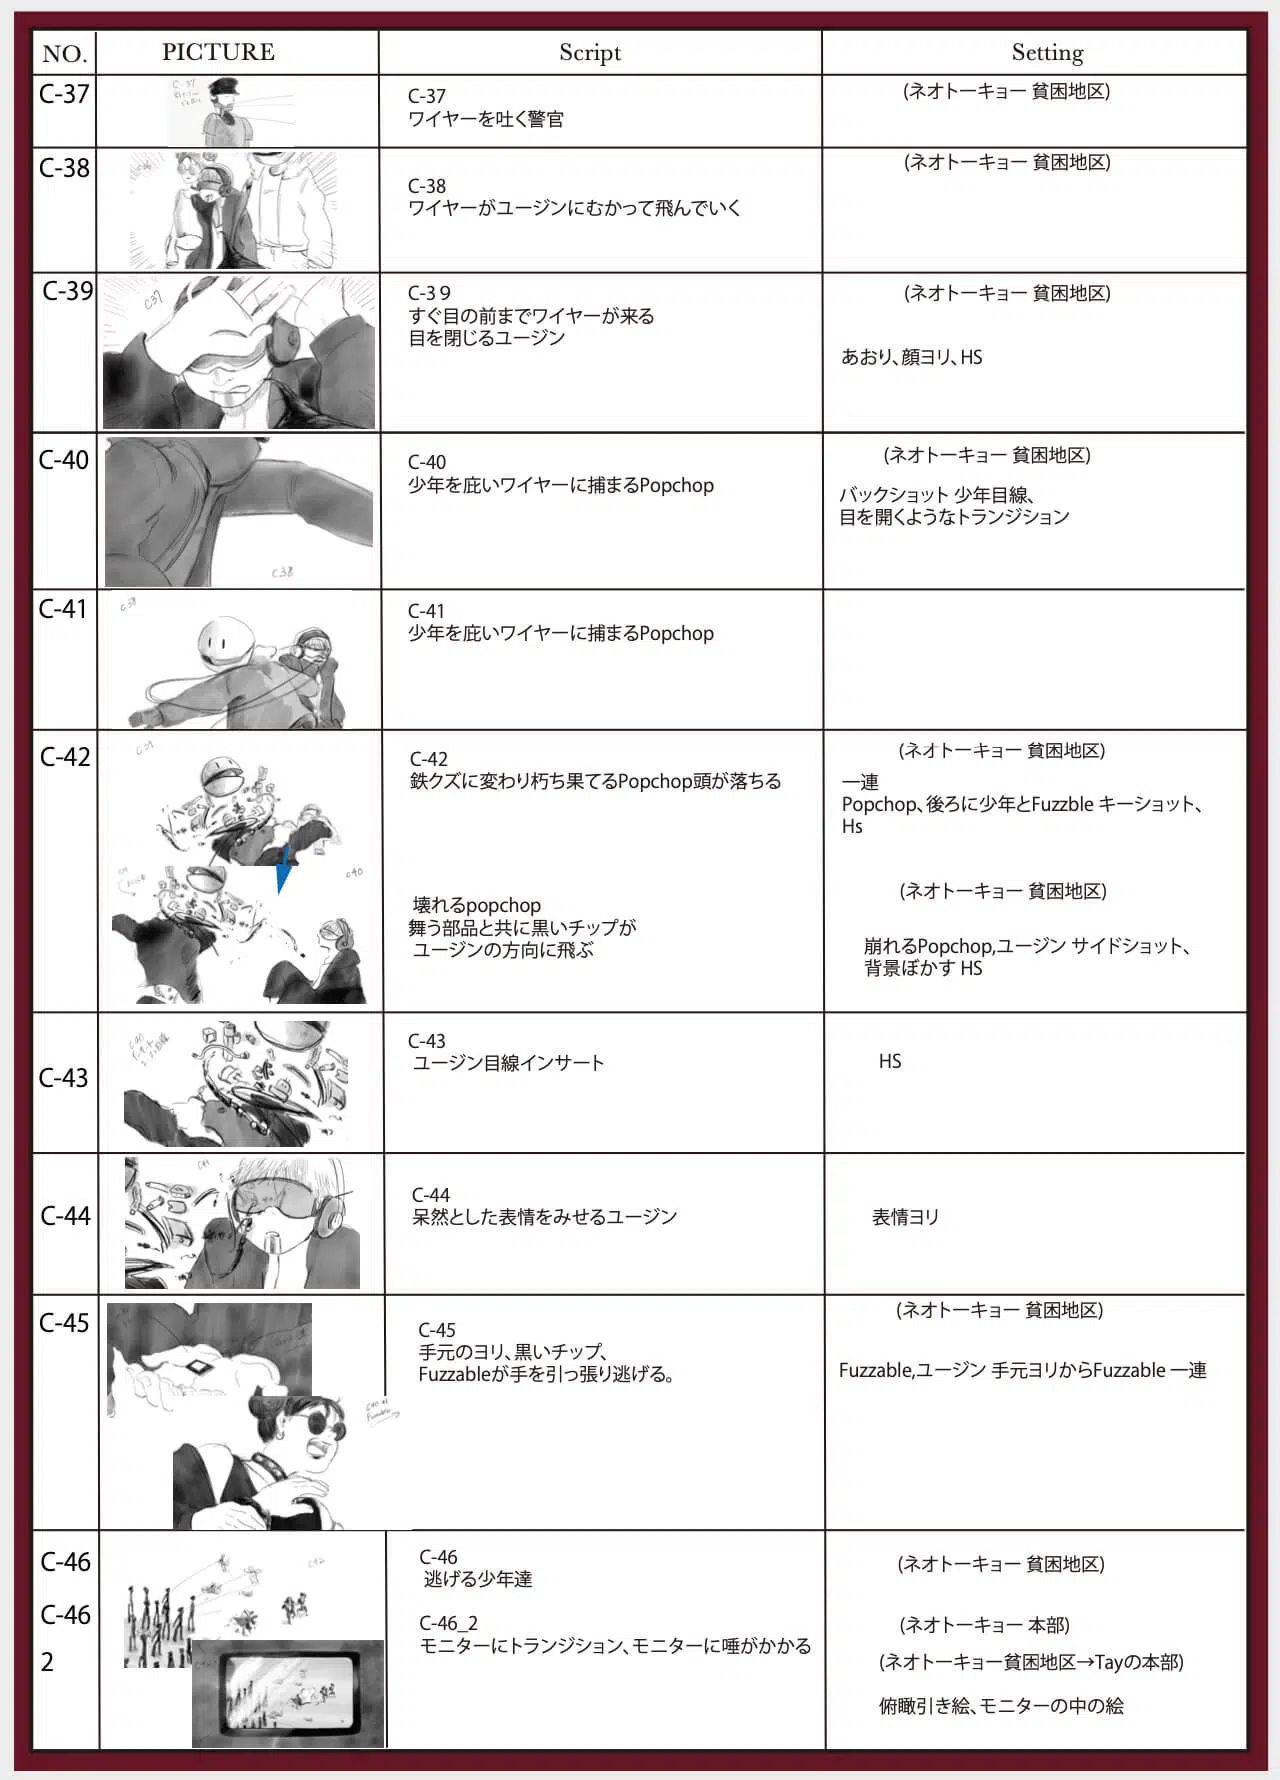 NO.
PICTURE
Script
Setting
C-37
C-37
C-37
ワイヤーを吐く警官
(ネオトーキョー 貧困地区)
C-38
C-38
ワイヤーがユージンにむかって飛んでいく
(ネオトーキョー 貧困地区)
C-39
C37
C-3９
すぐ目の前までワイヤーが来る
目を閉じるユージン
(ネオトーキョー 貧困地区)
あおり、顔ヨリ、HS
C-40
C38
C-40
少年を庇いワイヤーに捕まるPopchop
(ネオトーキョー 貧困地区)
バックショット 少年目線、
目を開くようなトランジション
C-41
C-38
C-41
少年を庇いワイヤーに捕まるPopchop
C-42
C-42
鉄クズに変わり朽ち果てるPopchop頭が落ちる
(ネオトーキョー 貧困地区)
一連
Popchop、後ろに少年とFuzzble キーショット、
Hs
C40
壊れるpopchop
舞う部品と共に黒いチップが
ユージンの方向に飛ぶ
(ネオトーキョー 貧困地区)
崩れるPopchop,ユージン サイドショット、
背景ぼかす HS
C-43
C-43
ユージン目線インサート
HS
C-44
C-44
呆然とした表情をみせるユージン
表情ヨリ
C-45
C-45
手元のヨリ、黒いチップ、
Fuzzableが手を引っ張り逃げる。
(ネオトーキョー 貧困地区)
Fuzzable,ユージン 手元ヨリからFuzzable 一連
C-46
C-46
逃げる少年達
(ネオトーキョー 貧困地区)
C-46
2
C-46_2
モニターにトランジション、モニターに唾がかかる
(ネオトーキョー 本部)
(ネオトーキョー貧困地区→Tayの本部)
俯瞰引き絵、モニターの中の絵